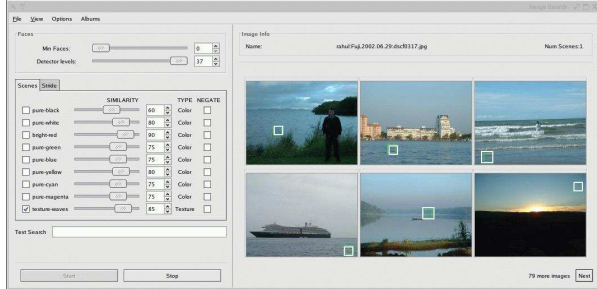 Image Search
File View Options Albums
Faces
Min Faces: 0
Detector levels: 37
Scenes Stride
SIMILARITY TYPE NEGATE
pure-black 60 Color
pure-white 80 Color
bright-red 90 Color
pure-green 75 Color
pure-blue 75 Color
pure-yellow 80 Color
pure-cyan 75 Color
pure-magenta 75 Color
texture-waves 85 Texture
Text Search
Start Stop
Image Info
Name: rahul:Fuji.2002.06.29:dscf0317.jpg Num Scenes:1
79 more images Next